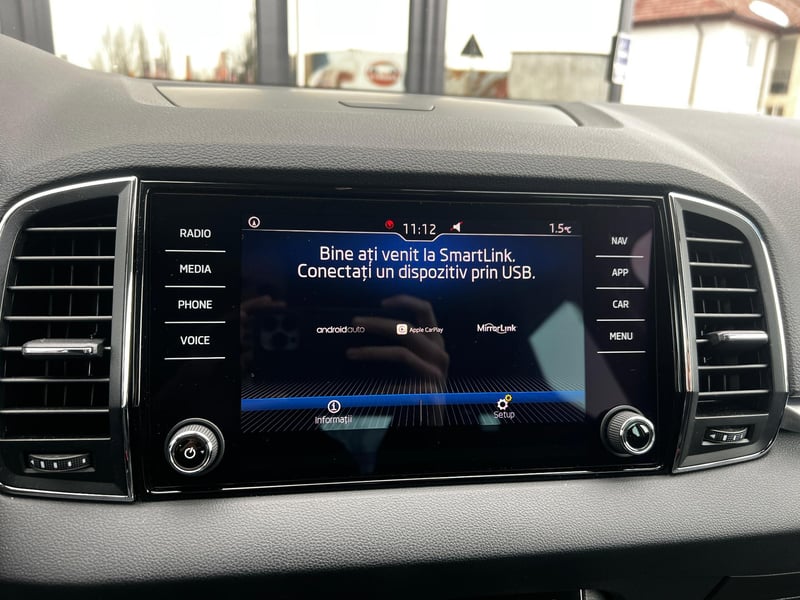 RADIO
MEDIA
PHONE
VOICE
11:12
1.5°C
Bine ați venit la SmartLink.
Conectați un dispozitiv prin USB.
androidauto
Apple CarPlay
MirrorLink
Informații
Setup
NAV
APP
CAR
MENU